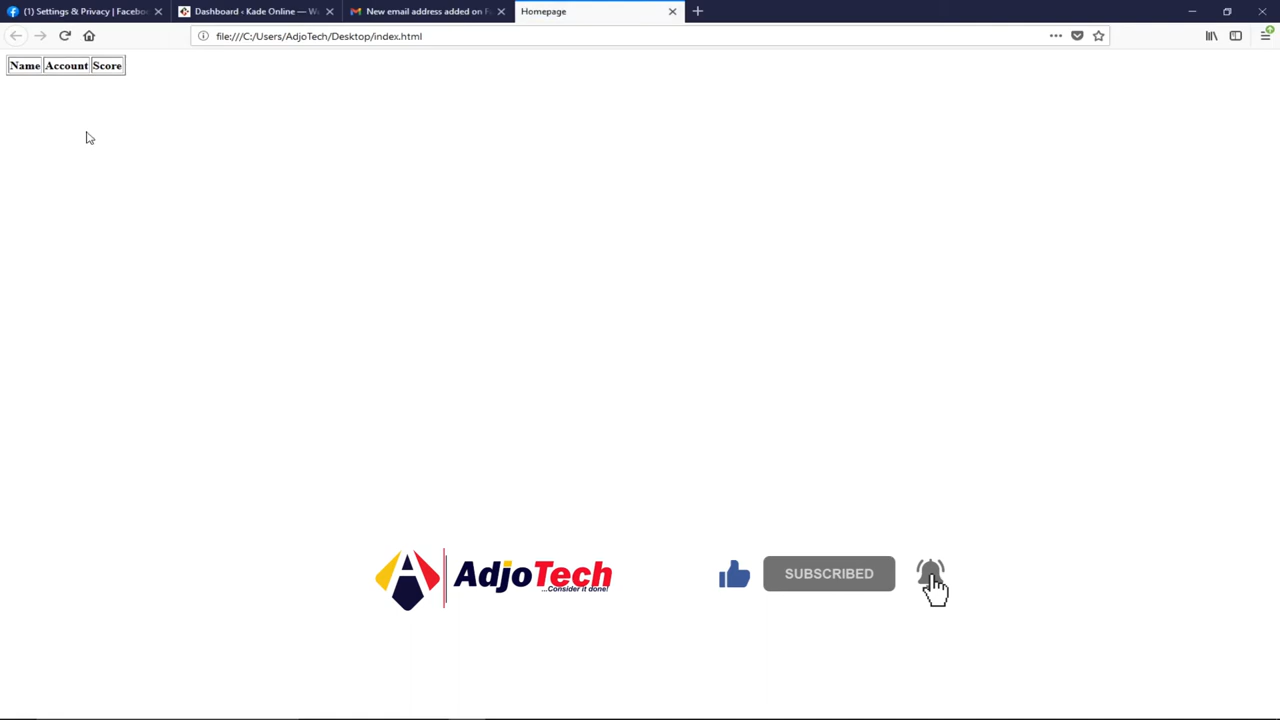 (1) Settings & Privacy | Facebo
Dashboard ‹ Kade Online — W
New email address added on F
Homepage
file:///C:/Users/AdjoTech/Desktop/index.html
Name Account Score
AdjoTech
...Consider it done!
SUBSCRIBED